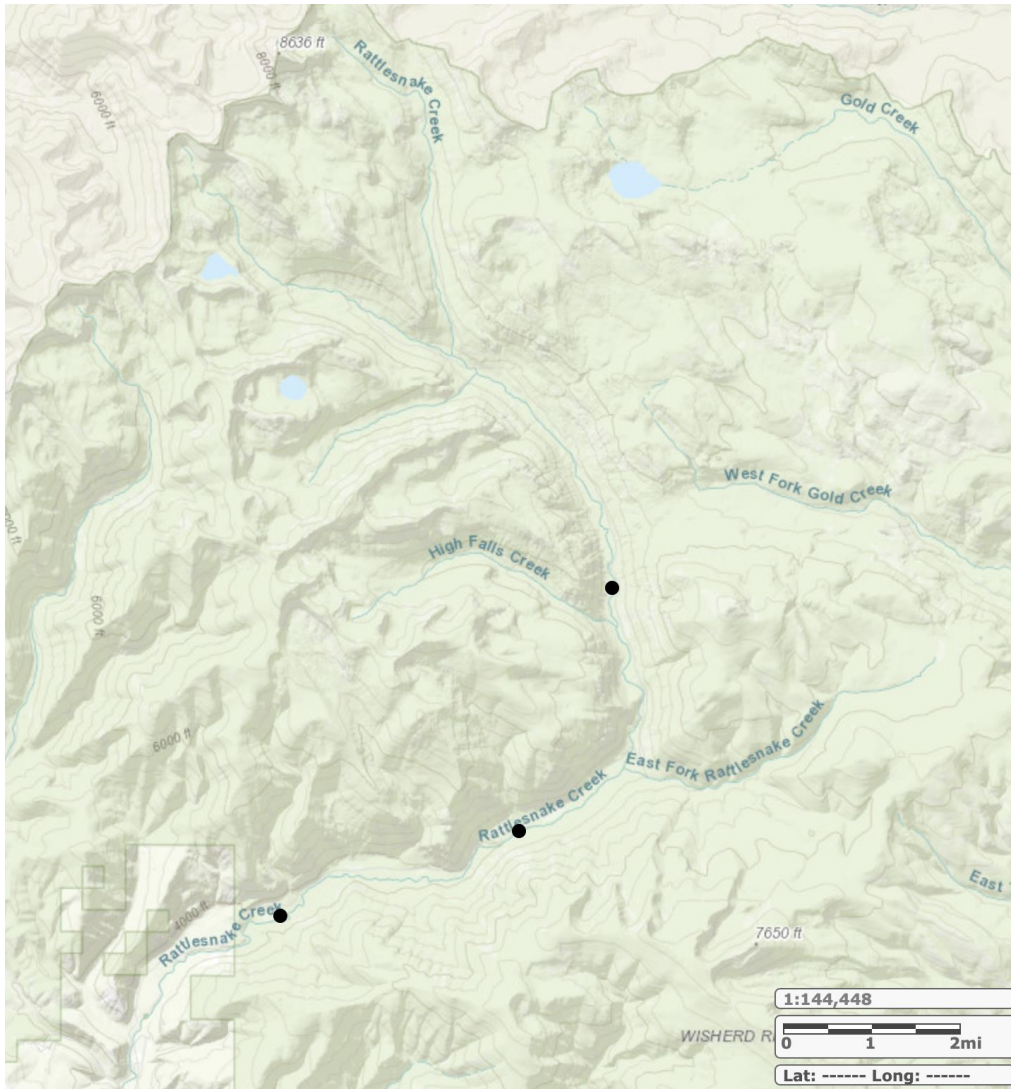 8636 ft
8000 ft
6000 ft
Rattlesnake Creek
Gold Creek
West Fork Gold Creek
High Falls Creek
6000 ft
6000 ft
East Fork Rattlesnake Creek
Rattlesnake Creek
East
4000 ft
Rattlesnake Creek
7650 ft
1:144,448
WISHERD
0 1 2mi
Lat: ------ Long: ------